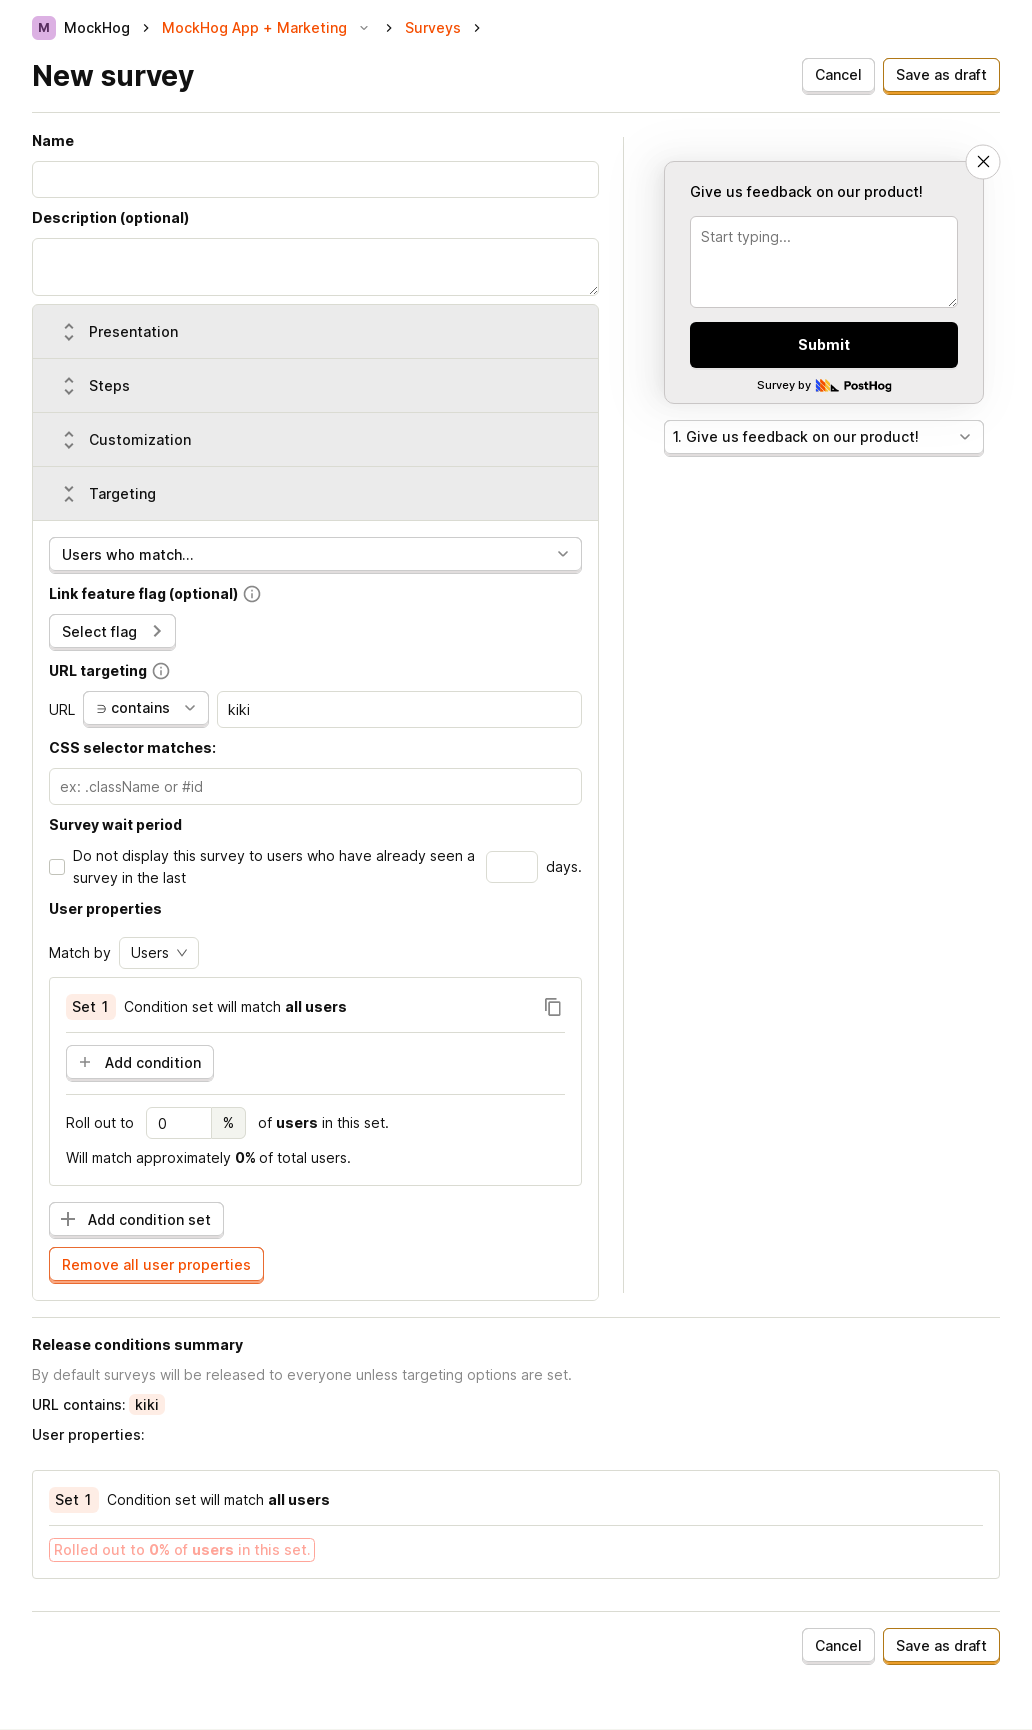 M MockHog > MockHog App + Marketing > Surveys >
New survey
Cancel
Save as draft
Name
Description (optional)
Presentation
Steps
Customization
Targeting
Users who match...
Link feature flag (optional)
Select flag
URL targeting
URL ∋ contains kiki
CSS selector matches:
ex: .className or #id
Survey wait period
Do not display this survey to users who have already seen a
survey in the last
days.
User properties
Match by Users
Set 1 Condition set will match all users
Add condition
Roll out to 0 % of users in this set.
Will match approximately 0% of total users.
Add condition set
Remove all user properties
Give us feedback on our product!
Start typing...
Submit
Survey by PostHog
1. Give us feedback on our product!
Release conditions summary
By default surveys will be released to everyone unless targeting options are set.
URL contains: kiki
User properties:
Set 1 Condition set will match all users
Rolled out to 0% of users in this set.
Cancel
Save as draft